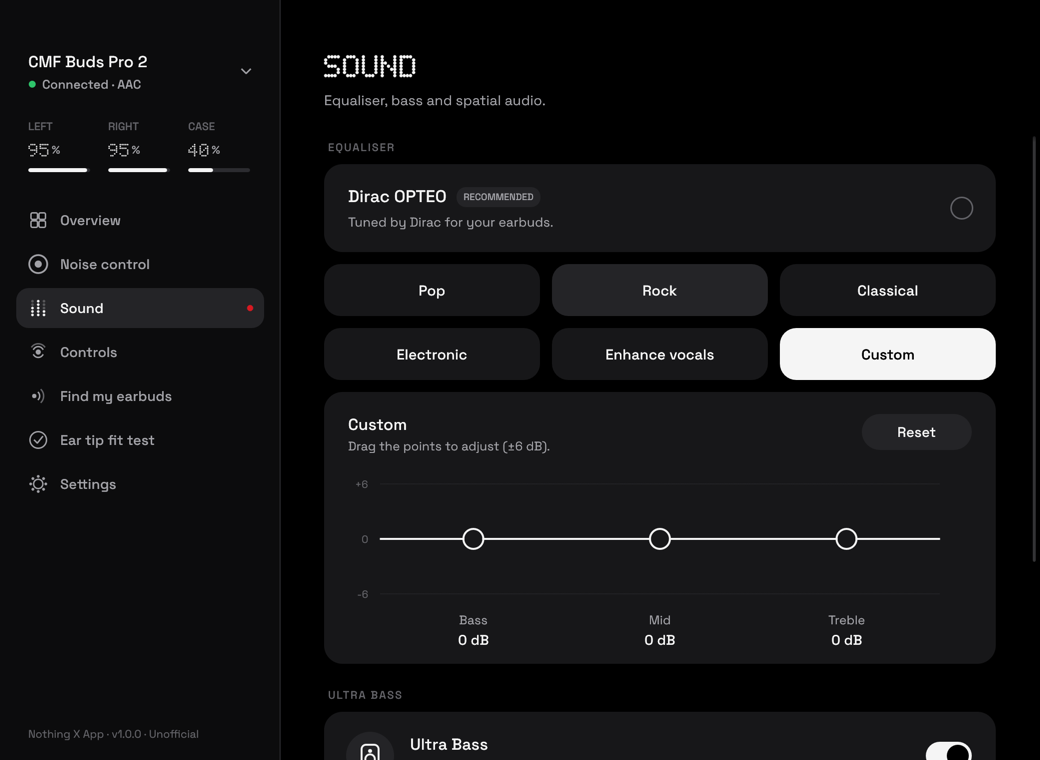 CMF Buds Pro 2
Connected · AAC
LEFT RIGHT CASE
95% 95% 40%
Overview
Noise control
Sound
Controls
Find my earbuds
Ear tip fit test
Settings
Nothing X App · v1.0.0 · Unofficial
SOUND
Equaliser, bass and spatial audio.
EQUALISER
Dirac OPTEO RECOMMENDED
Tuned by Dirac for your earbuds.
Pop Rock Classical
Electronic Enhance vocals Custom
Custom
Drag the points to adjust (±6 dB).
Reset
+6
0
-6
Bass Mid Treble
0 dB 0 dB 0 dB
ULTRA BASS
Ultra Bass